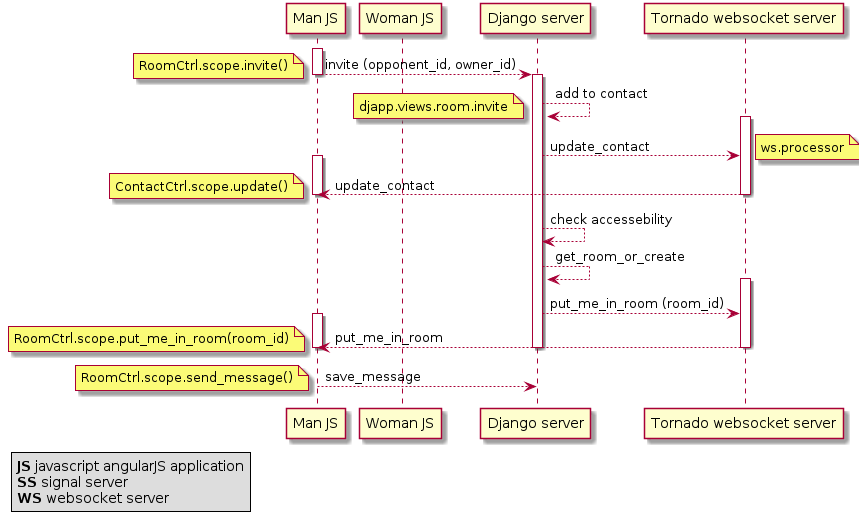 Man JS
Woman JS
Django server
Tornado websocket server
RoomCtrl.scope.invite()
invite (opponent_id, owner_id)
add to contact
djapp.views.room.invite
update_contact
ws.processor
ContactCtrl.scope.update()
update_contact
check accessebility
get_room_or_create
put_me_in_room (room_id)
RoomCtrl.scope.put_me_in_room(room_id)
put_me_in_room
RoomCtrl.scope.send_message()
save_message
Man JS
Woman JS
Django server
Tornado websocket server
JS javascript angularJS application
SS signal server
WS websocket server